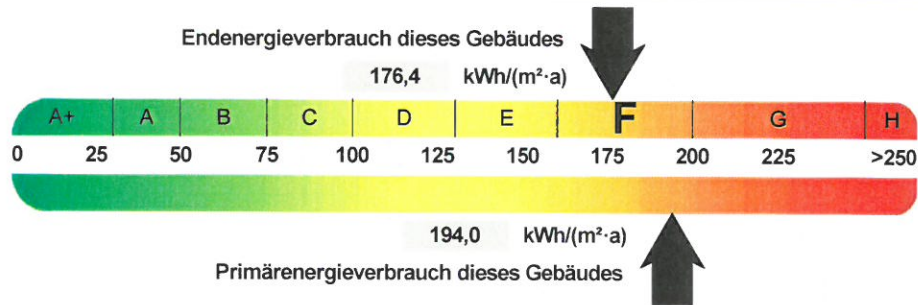 Endenergieverbrauch dieses Gebäudes
176,4 kWh/(m²·a)
A+ A B C D E F G H
0 25 50 75 100 125 150 175 200 225 >250
194,0 kWh/(m²·a)
Primärenergieverbrauch dieses Gebäudes